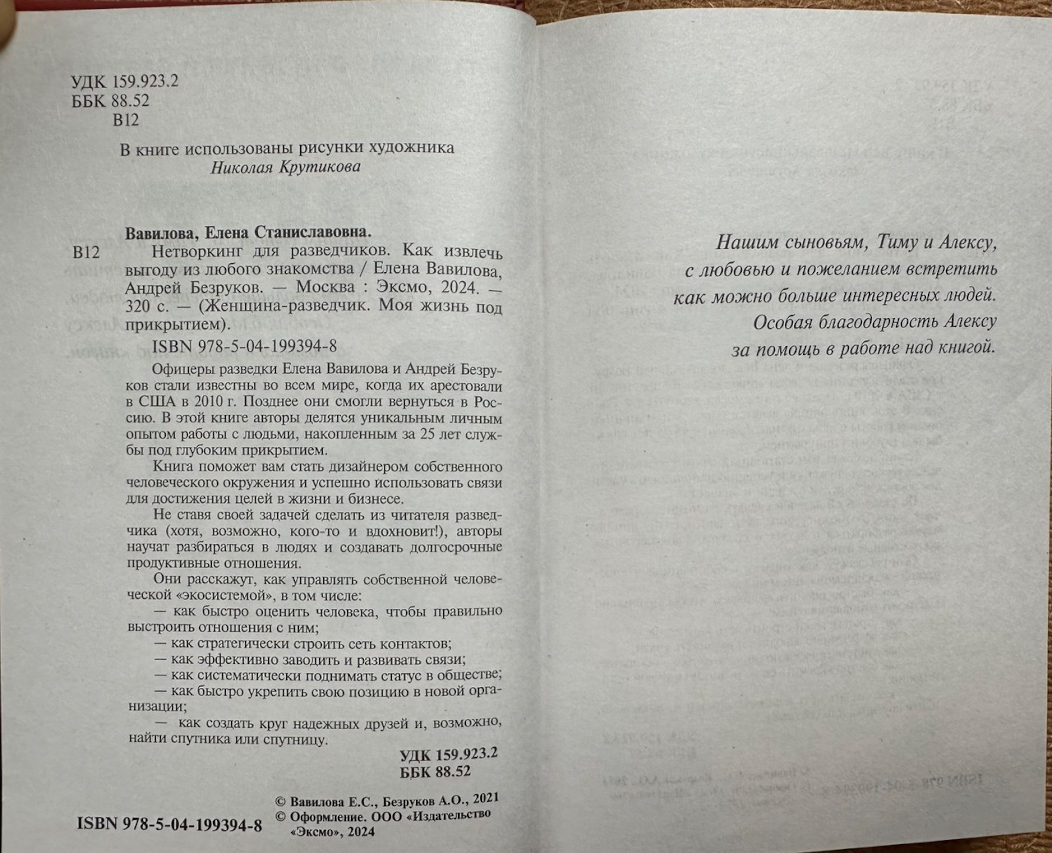 УДК 159.923.2
ББК 88.52
В12
В книге использованы рисунки художника
Николая Крутикова
Вавилова, Елена Станиславовна.
В12 Нетворкинг для разведчиков. Как извлечь
выгоду из любого знакомства / Елена Вавилова,
Андрей Безруков. — Москва : Эксмо, 2024. —
320 с. — (Женщина-разведчик. Моя жизнь под
прикрытием).
ISBN 978-5-04-199394-8
Офицеры разведки Елена Вавилова и Андрей Безру-
ков стали известны во всем мире, когда их арестовали
в США в 2010 г. Позднее они смогли вернуться в Рос-
сию. В этой книге авторы делятся уникальным личным
опытом работы с людьми, накопленным за 25 лет служ-
бы под глубоким прикрытием.
Книга поможет вам стать дизайнером собственного
человеческого окружения и успешно использовать связи
для достижения целей в жизни и бизнесе.
Не ставя своей задачей сделать из читателя развед-
чика (хотя, возможно, кого-то и вдохновит!), авторы
научат разбираться в людях и создавать долгосрочные
продуктивные отношения.
Они расскажут, как управлять собственной челове-
ческой «экосистемой», в том числе:
— как быстро оценить человека, чтобы правильно
выстроить отношения с ним;
— как стратегически строить сеть контактов;
— как эффективно заводить и развивать связи;
— как систематически поднимать статус в обществе;
— как быстро укрепить свою позицию в новой орга-
низации;
— как создать круг надежных друзей и, возможно,
найти спутника или спутницу.
УДК 159.923.2
ББК 88.52
© Вавилова Е.С., Безруков А.О., 2021
© Оформление. ООО «Издательство
«Эксмо», 2024
ISBN 978-5-04-199394-8
Нашим сыновьям, Тиму и Алексу,
с любовью и пожеланием встретить
как можно больше интересных людей.
Особая благодарность Алексу
за помощь в работе над книгой.